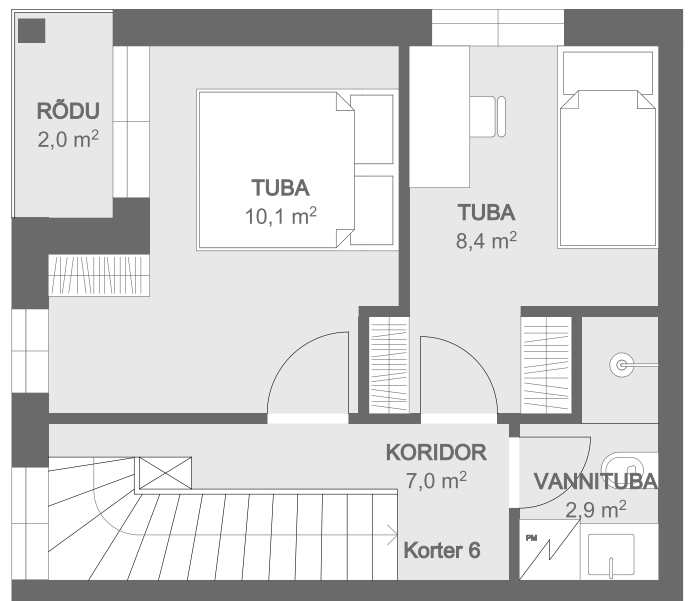 RÕDU
2,0 m²
TUBA
10,1 m²
TUBA
8,4 m²
KORIDOR
7,0 m²
VANNITUBA
2,9 m²
PM
Korter 6